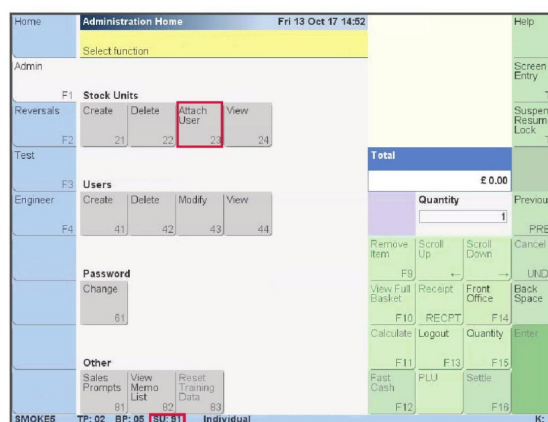 Home
Administration Home Fri 13 Oct 17 14:52
Help
Select function
Admin
F1
Screen
Entry
Stock Units
Reversals
F2
Create 21
Delete 22
Attach User 23
View 24
Suspen
Resum
Lock
Test
F3
Total
£ 0.00
Users
Engineer
F4
Create 41
Delete 42
Modify 43
View 44
Quantity
1
Previou
PRE
Remove Item F9
Scroll Up ←
Scroll Down →
Cancel
UND
Password
Change 61
View Full Basket F10
Receipt RECPT
Front Office F14
Back
Space
Calculate F11
Logout F13
Quantity F15
Enter
Other
Sales Prompts 81
View Memo List 82
Reset Training Data 83
Fast Cash F12
PLU
Settle F16
SMOKE5 TP: 02 BP: 05 SU: 91 Individual K: